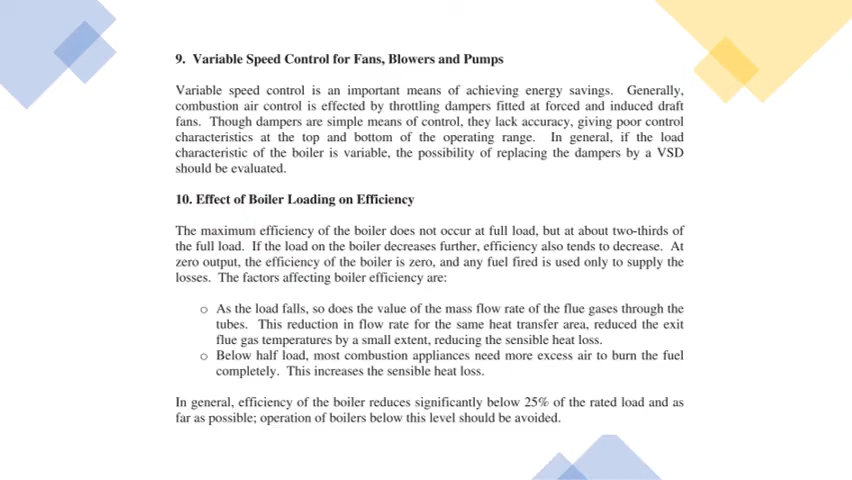 9. Variable Speed Control for Fans, Blowers and Pumps
Variable speed control is an important means of achieving energy savings. Generally,
combustion air control is effected by throttling dampers fitted at forced and induced draft
fans. Though dampers are simple means of control, they lack accuracy, giving poor control
characteristics at the top and bottom of the operating range. In general, if the load
characteristic of the boiler is variable, the possibility of replacing the dampers by a VSD
should be evaluated.
10. Effect of Boiler Loading on Efficiency
The maximum efficiency of the boiler does not occur at full load, but at about two-thirds of
the full load. If the load on the boiler decreases further, efficiency also tends to decrease. At
zero output, the efficiency of the boiler is zero, and any fuel fired is used only to supply the
losses. The factors affecting boiler efficiency are:
o As the load falls, so does the value of the mass flow rate of the flue gases through the
tubes. This reduction in flow rate for the same heat transfer area, reduced the exit
flue gas temperatures by a small extent, reducing the sensible heat loss.
o Below half load, most combustion appliances need more excess air to burn the fuel
completely. This increases the sensible heat loss.
In general, efficiency of the boiler reduces significantly below 25% of the rated load and as
far as possible; operation of boilers below this level should be avoided.